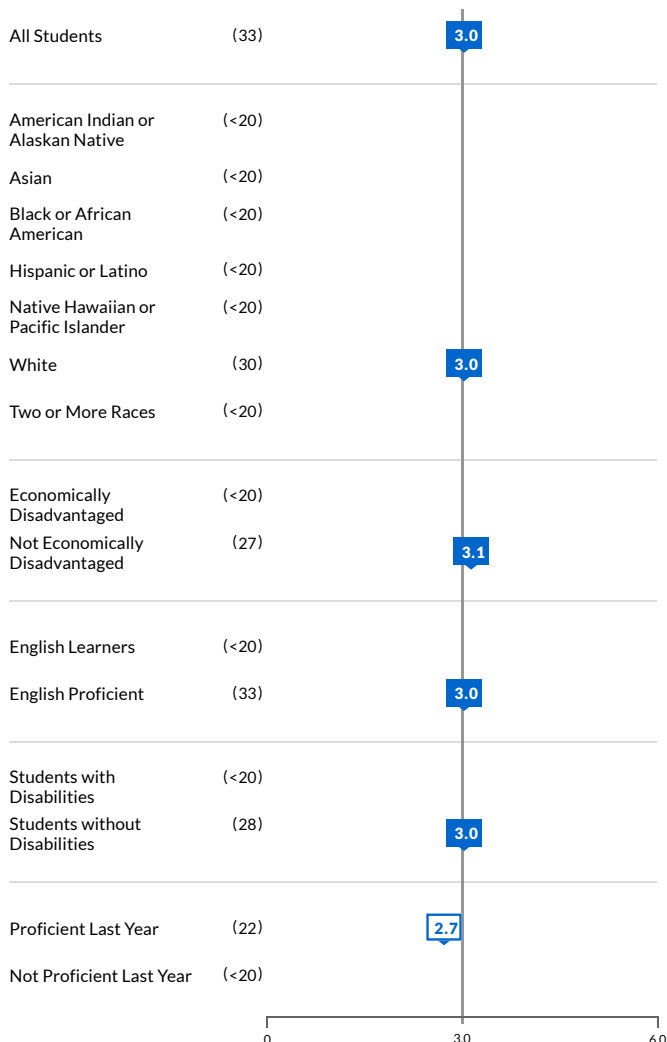 All Students (33) 3.0
American Indian or (<20)
Alaskan Native
Asian (<20)
Black or African (<20)
American
Hispanic or Latino (<20)
Native Hawaiian or (<20)
Pacific Islander
White (30) 3.0
Two or More Races (<20)
Economically (<20)
Disadvantaged
Not Economically (27) 3.1
Disadvantaged
English Learners (<20)
English Proficient (33) 3.0
Students with (<20)
Disabilities
Students without (28) 3.0
Disabilities
Proficient Last Year (22) 2.7
Not Proficient Last Year (<20)
0 3.0 6.0